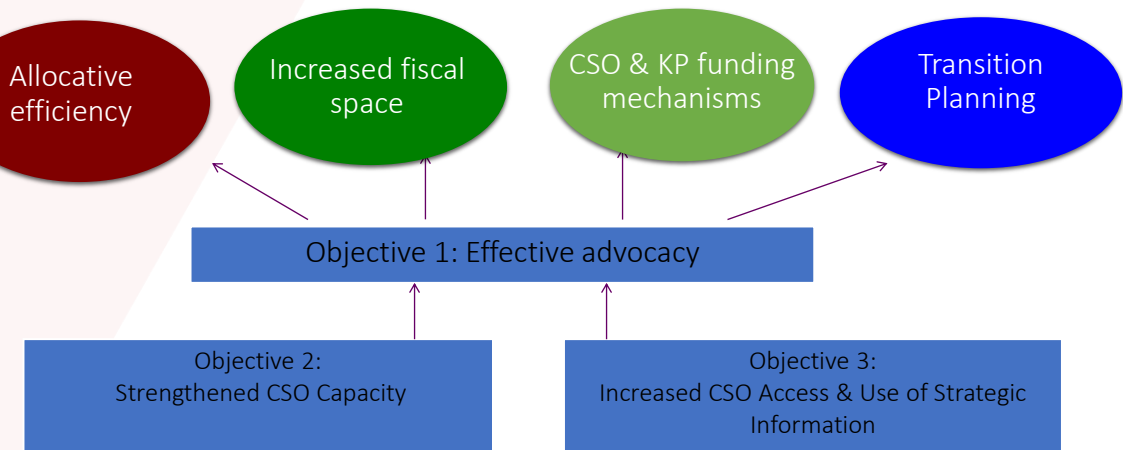 Allocative
efficiency
Increased fiscal
space
CSO & KP funding
mechanisms
Transition
Planning
Objective 1: Effective advocacy
Objective 2:
Strengthened CSO Capacity
Objective 3:
Increased CSO Access & Use of Strategic
Information